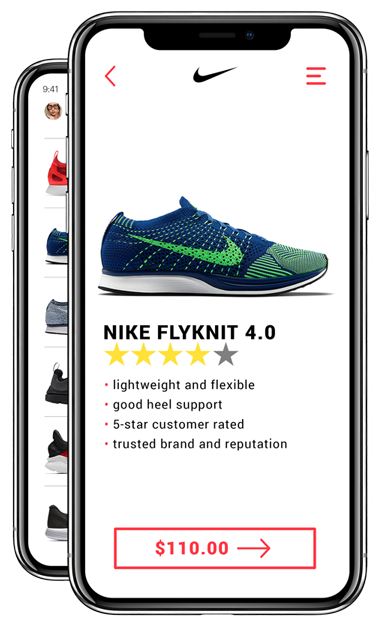 9:41
NIKE FLYKNIT 4.0
lightweight and flexible
good heel support
5-star customer rated
trusted brand and reputation
$110.00